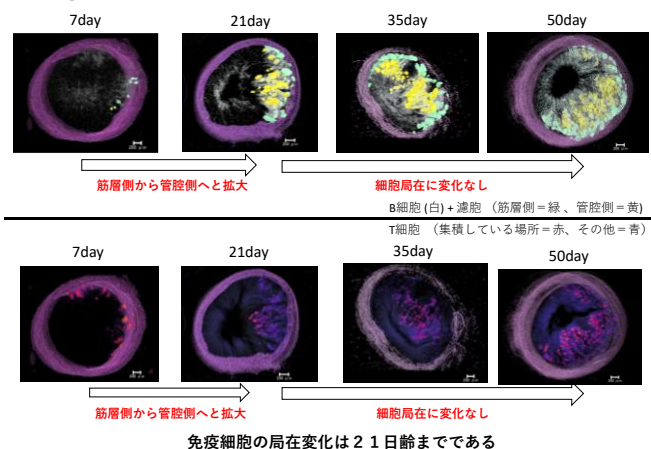 7day 21day 35day 50day
筋層側から管腔側へと拡大 細胞局在に変化なし
B細胞 (白) + 濾胞 （筋層側＝緑 、管腔側＝黄)
T細胞 （集積している場所＝赤、その他＝青）
7day 21day 35day 50day
筋層側から管腔側へと拡大 細胞局在に変化なし
免疫細胞の局在変化は２１日齢までである